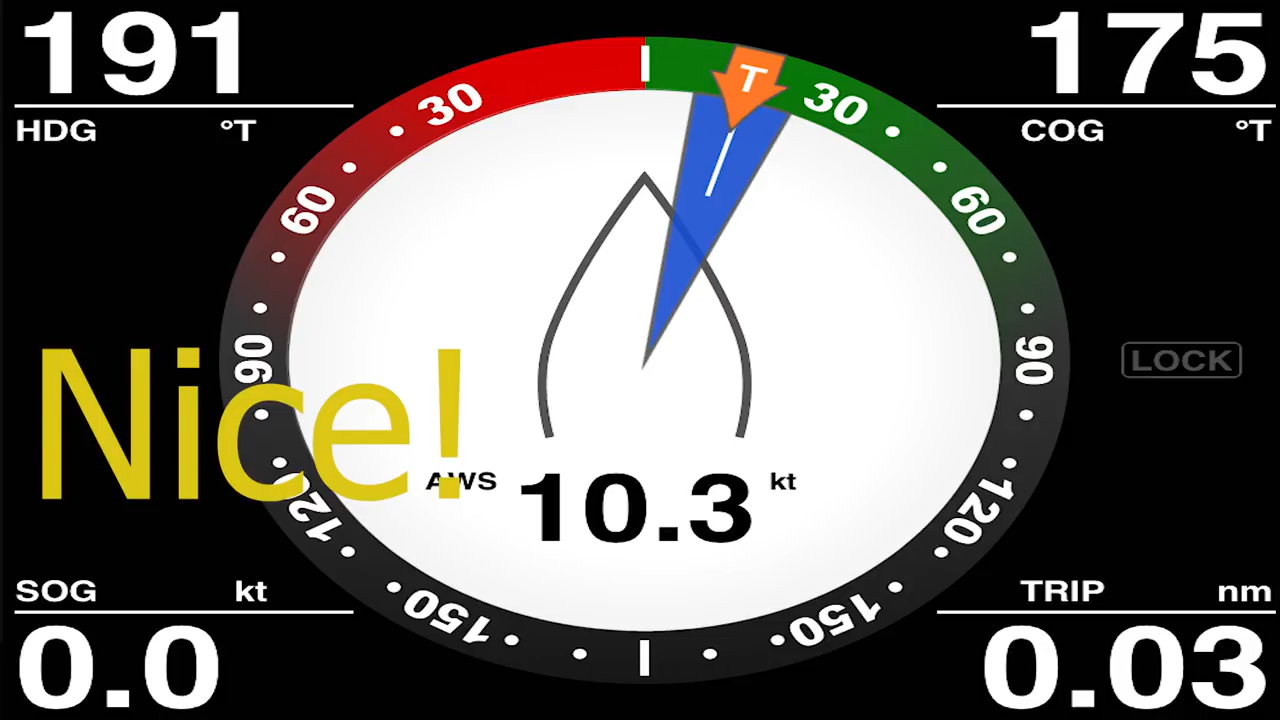 191
175
HDG °T
COG °T
T
30
30
60
60
90
90
LOCK
Nice!
AWS 10.3 kt
120
120
150
150
SOG kt
TRIP nm
0.0
0.03